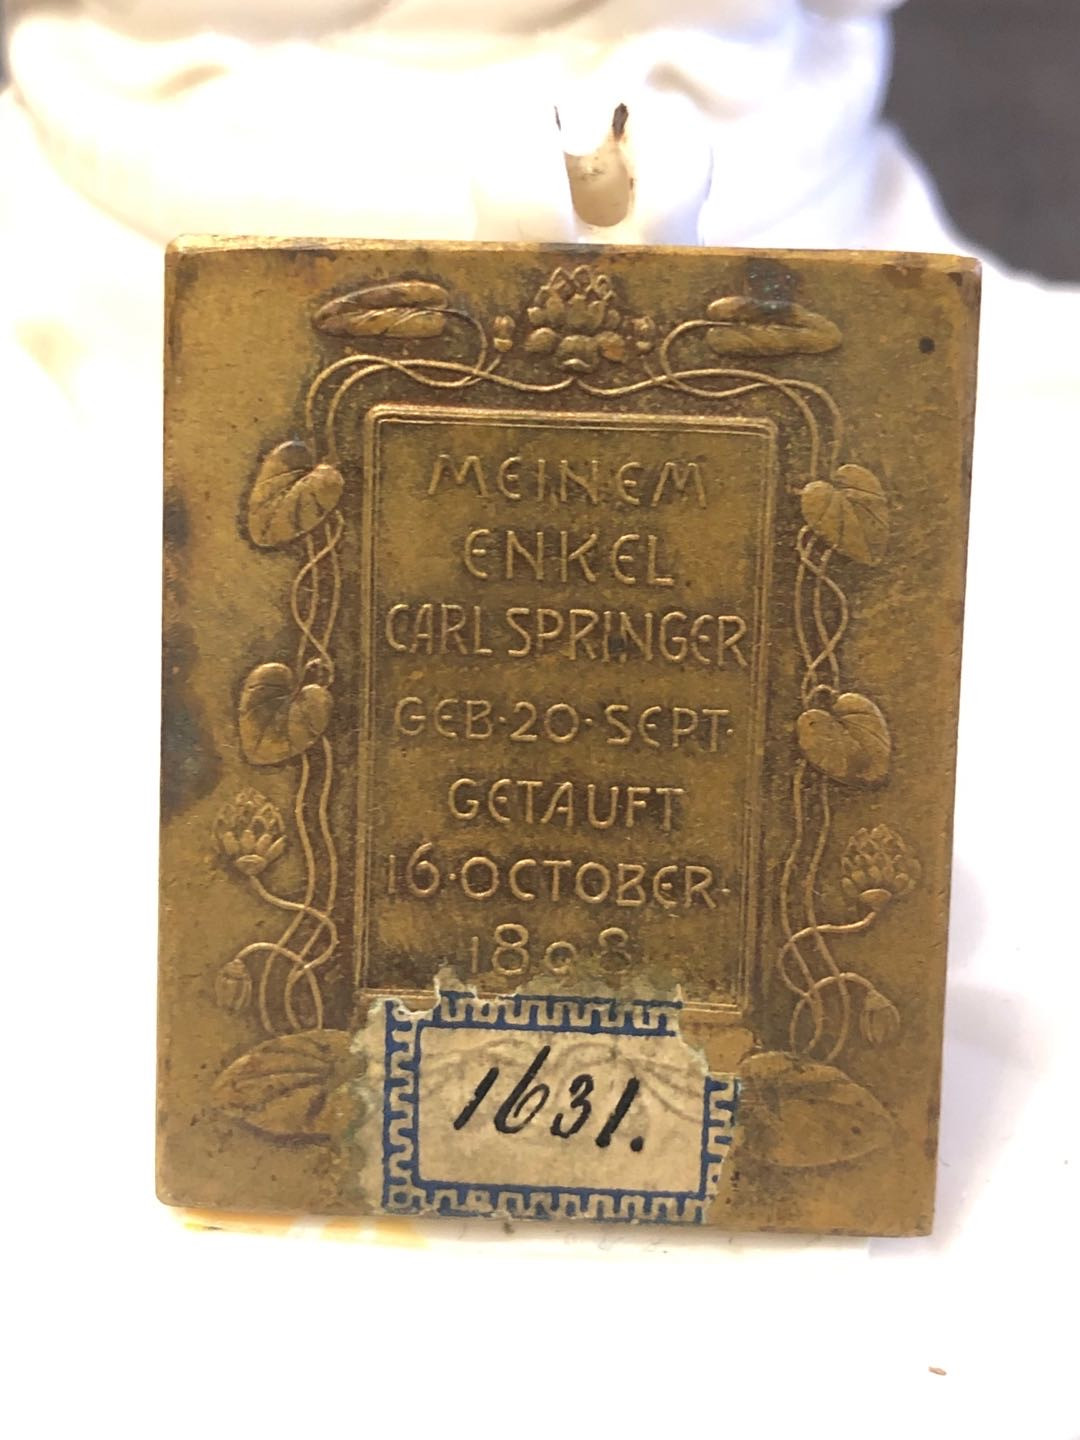 MEINEM
ENKEL
CARL SPRINGER
GEB·20·SEPT·
GETAUFT
16·OCTOBER·
1898
1631.